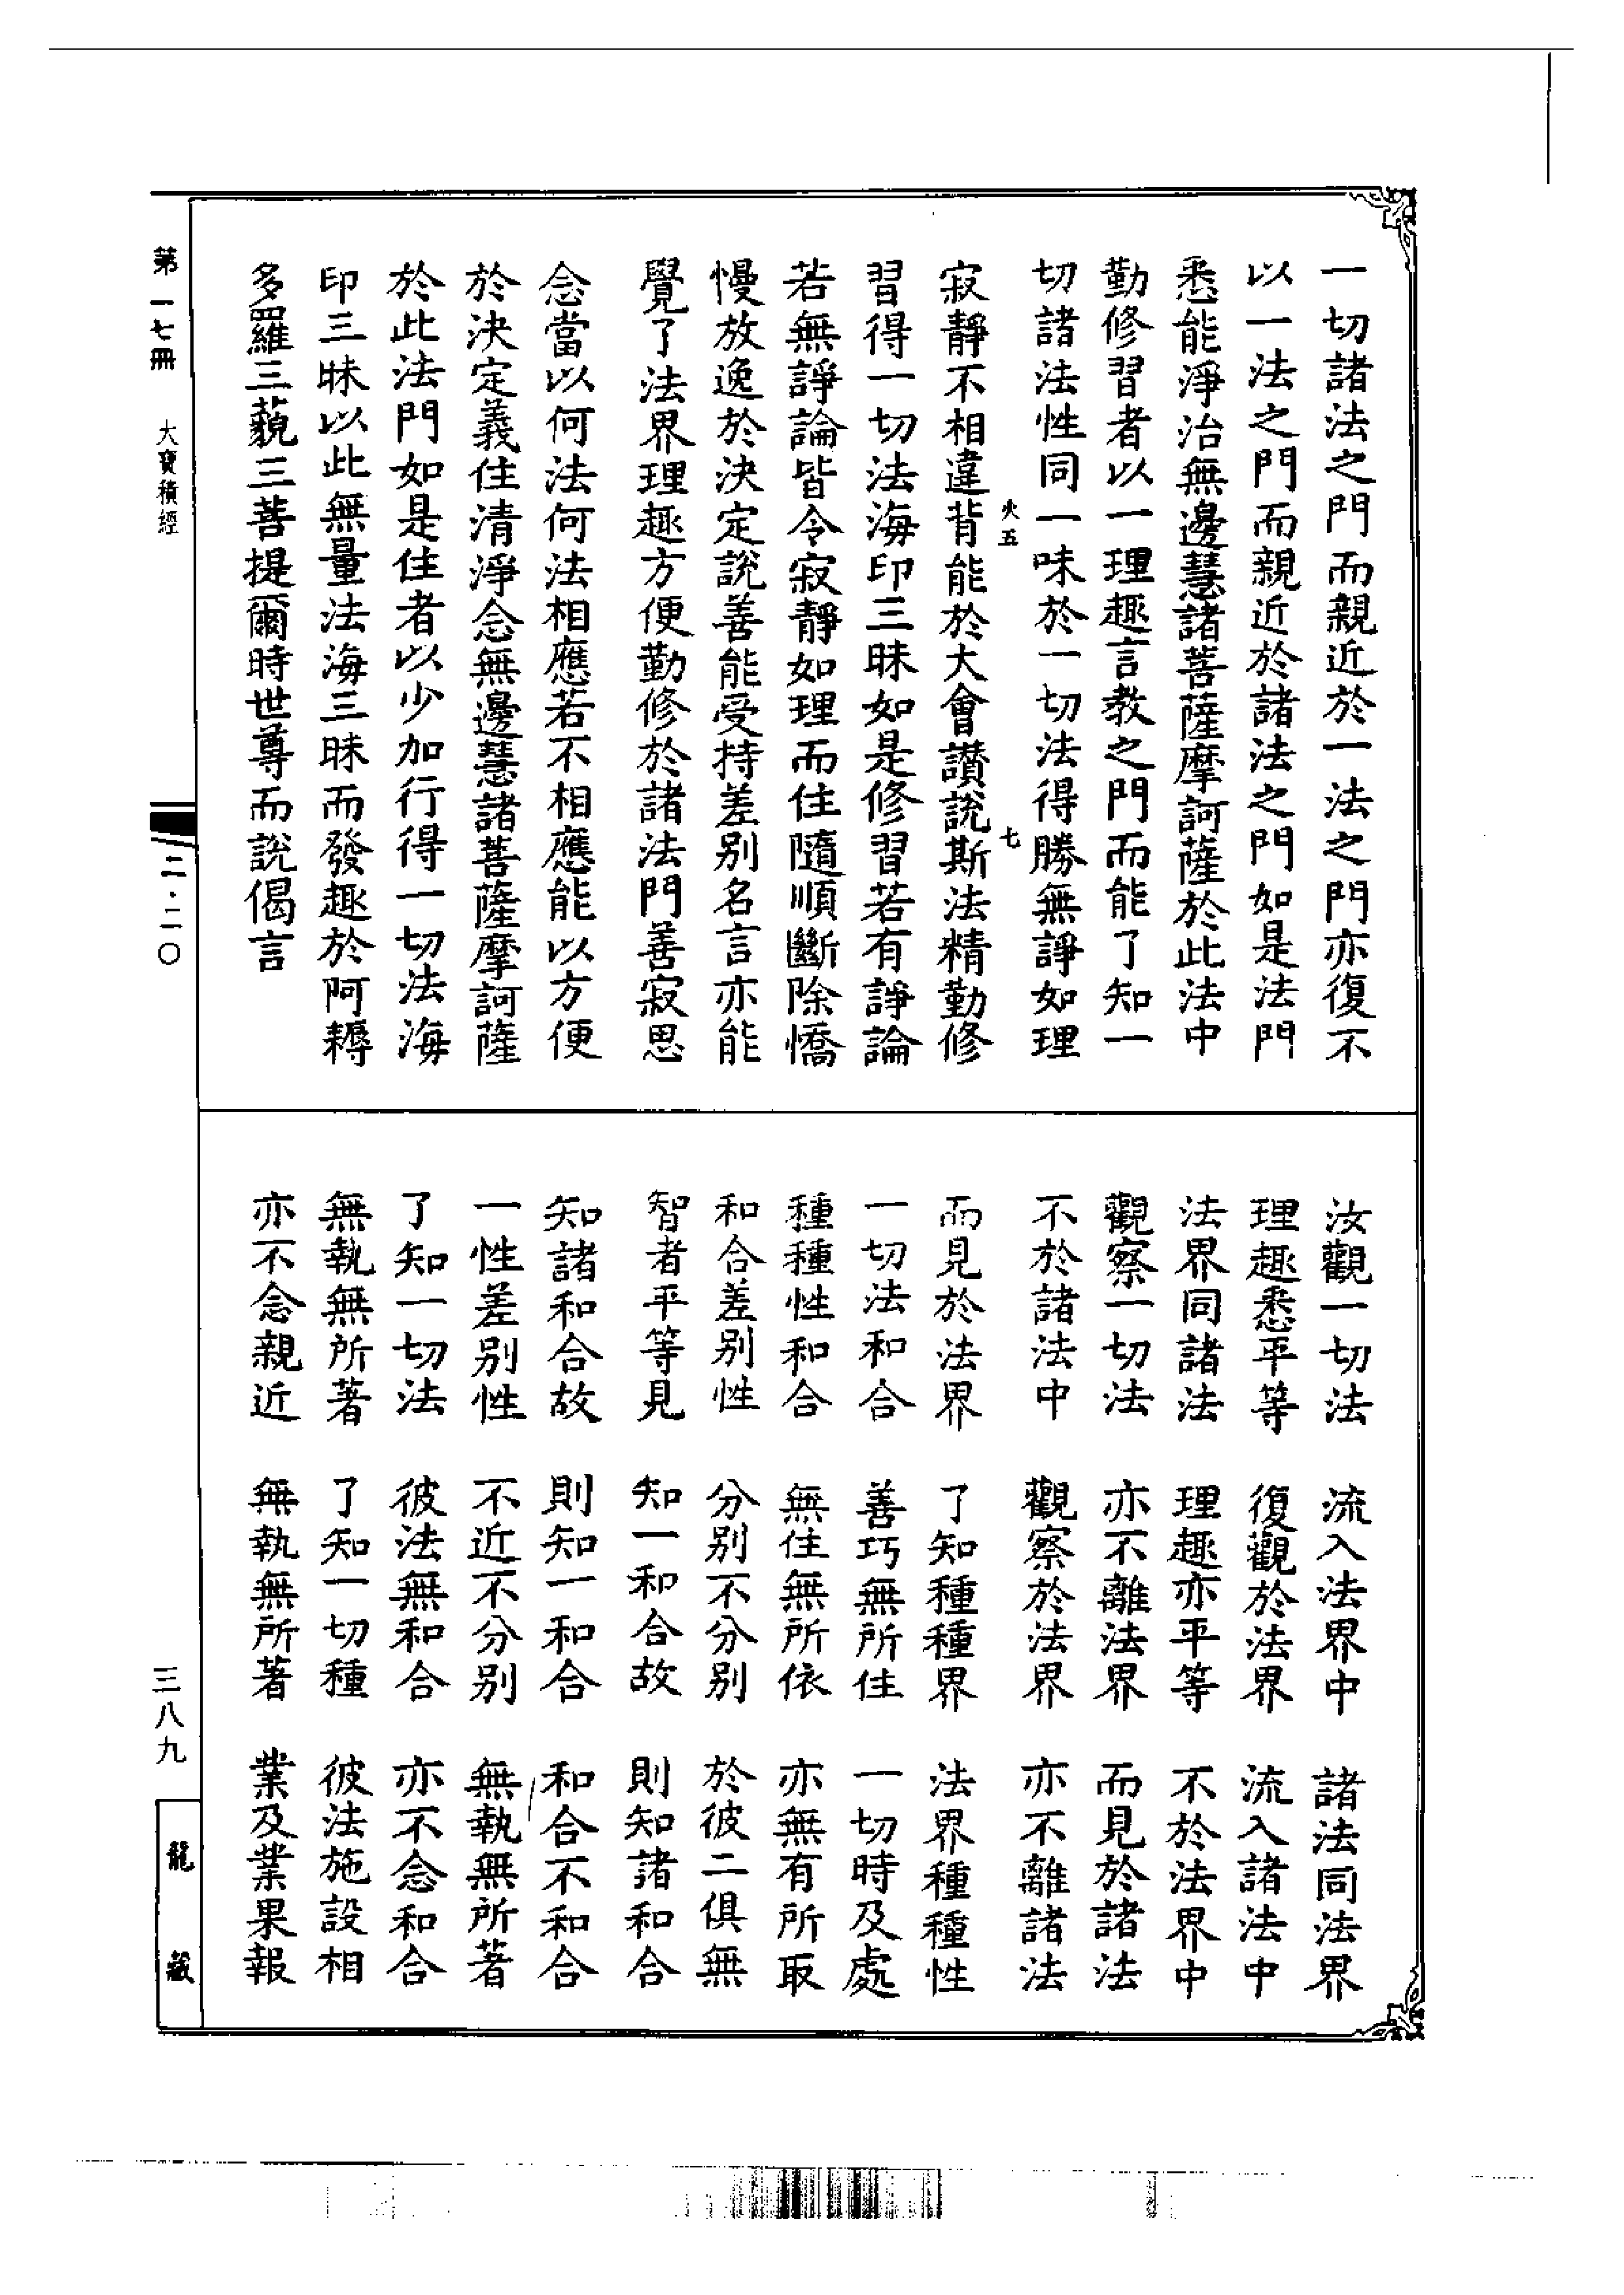 一切諸法之門而親近於一法之門亦復不
以一法之門而親近於諸法之門如是法門
悉能淨治無邊慧諸菩薩摩訶薩於此法中
勤修習者以一理趣言教之門而能了知一
切諸法性同一味於一切法得勝無諍如理
火五 七
寂靜不相違背能於大會讚說斯法精勤修
習得一切法海印三昧如是修習若有諍論
若無諍論皆令寂靜如理而住隨順斷除憍
慢放逸於決定說善能受持差别名言亦能
覺了法界理趣方便勤修於諸法門善寂思
念當以何法何法相應若不相應能以方便
於決定義住清淨念無邊慧諸菩薩摩訶薩
於此法門如是住者以少加行得一切法海
印三昧以此無量法海三昧而發趣於阿耨
多羅三藐三菩提爾時世尊而說偈言
汝觀一切法 流入法界中 諸法同法界
理趣悉平等 復觀於法界 流入諸法中
法界同諸法 理趣亦平等 不於法界中
觀察一切法 亦不離法界 而見於諸法
不於諸法中 觀察於法界 亦不離諸法
而見於法界 了知種種界 法界種種性
一切法和合 善巧無所住 一切時及處
種種性和合 無住無所依 亦無有所取
和合差别性 分别不分别 於彼二俱無
智者平等見 知一和合故 則知諸和合
知諸和合故 則知一和合 和合不和合
一性差别性 不近不分别 無執無所著
了知一切法 彼法無和合 亦不念和合
無執無所著 了知一切種 彼法施設相
亦不念親近 無執無所著 業及業果報
第一七冊 大寶積經 二·二〇 三八九 龍藏